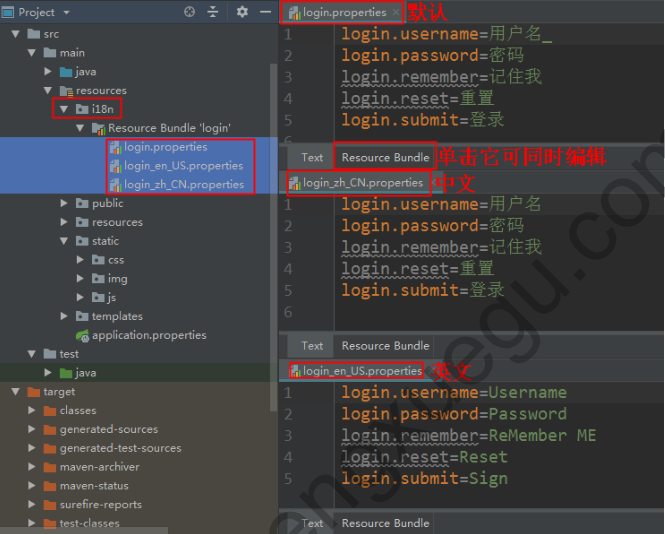 Project
src
main
java
resources
i18n
Resource Bundle 'login'
login.properties
login_en_US.properties
login_zh_CN.properties
public
resources
static
css
img
js
templates
application.properties
test
java
target
classes
generated-sources
generated-test-sources
maven-archiver
maven-status
surefire-reports
test-classes
login.properties × 默认
1 login.username=用户名_
2 login.password=密码
3 login.remember=记住我
4 login.reset=重置
5 login.submit=登录
6
Text Resource Bundle 单击它可同时编辑
login_zh_CN.properties 中文
1 login.username=用户名
2 login.password=密码
3 login.remember=记住我
4 login.reset=重置
5 login.submit=登录
6
Text Resource Bundle
login_en_US.properties 英文
1 login.username=Username
2 login.password=Password
3 login.remember=ReMember ME
4 login.reset=Reset
5 login.submit=Sign
Text Resource Bundle
engxuegu.com